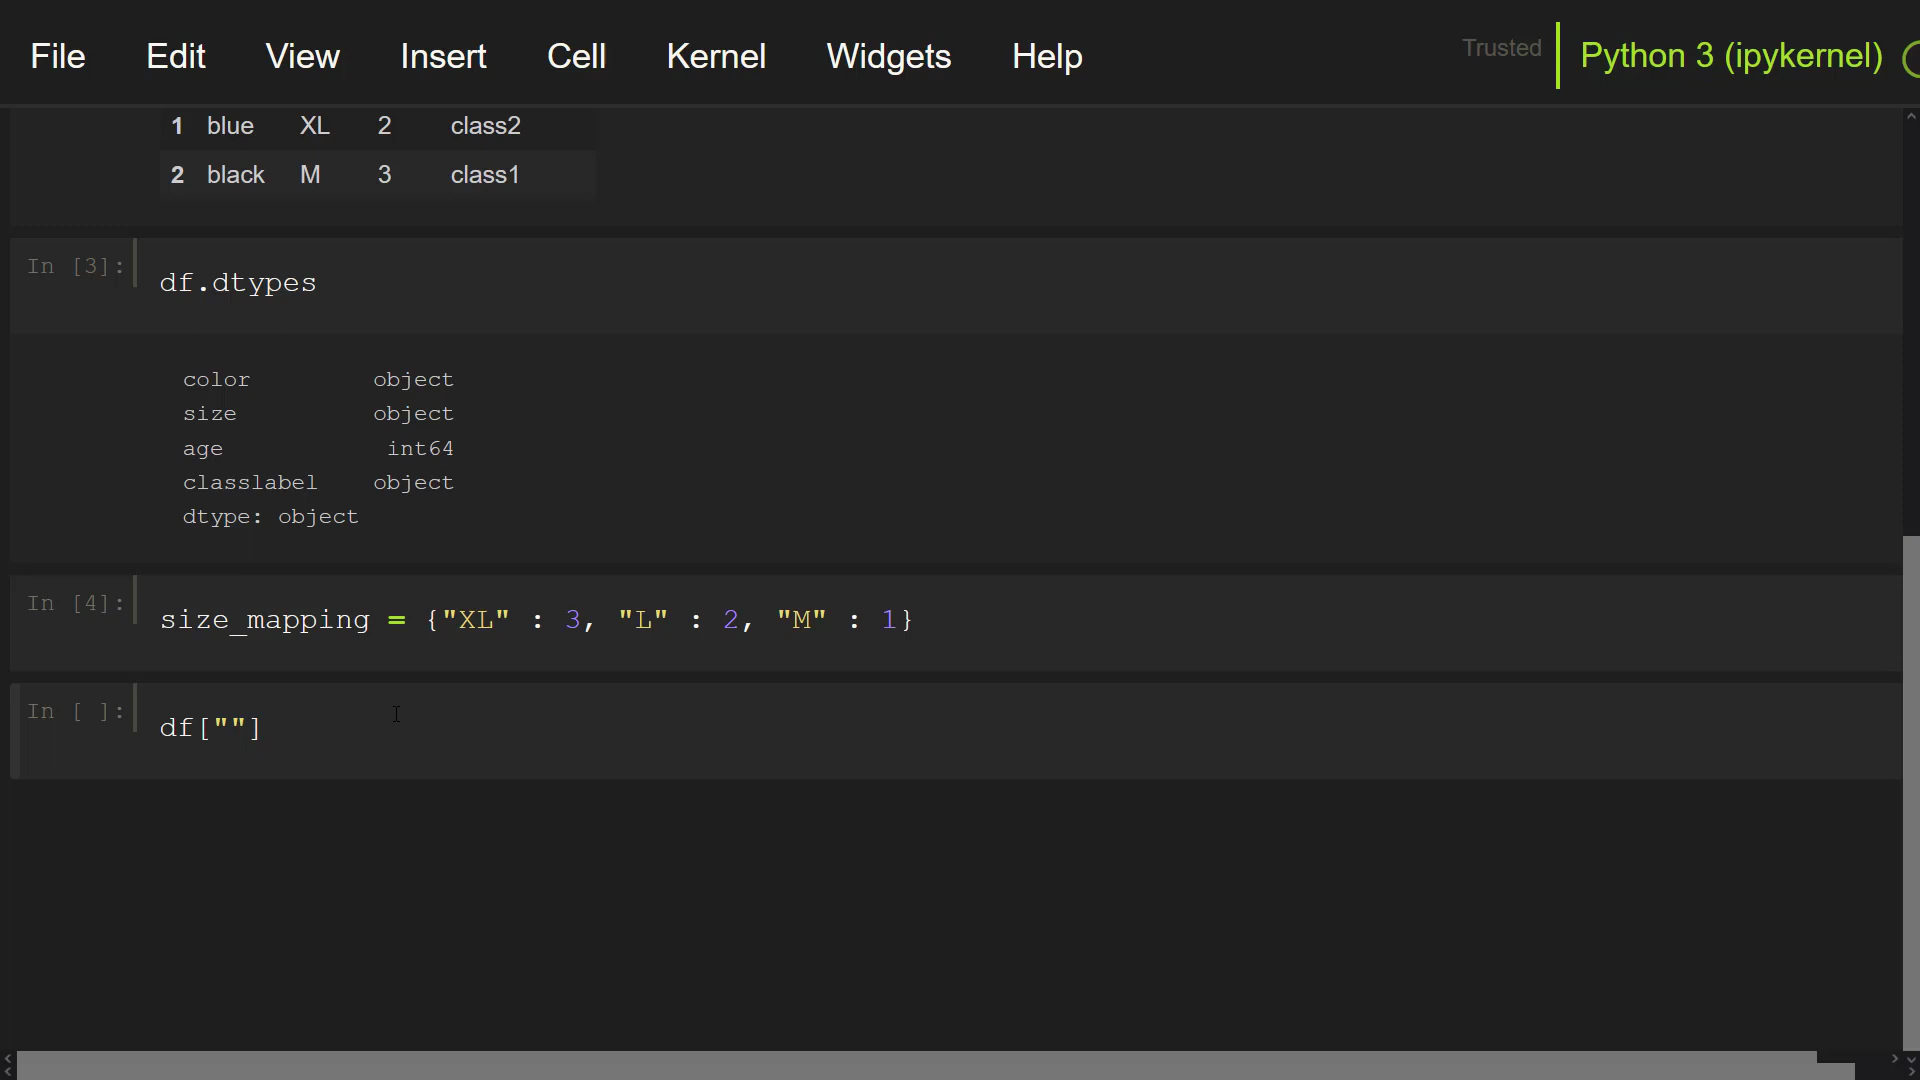 File Edit View Insert Cell Kernel Widgets Help Trusted Python 3 (ipykernel)
1 blue XL 2 class2
2 black M 3 class1
In [3]: df.dtypes
color object
size object
age int64
classlabel object
dtype: object
In [4]: size_mapping = {"XL" : 3, "L" : 2, "M" : 1}
In [ ]: df[""]